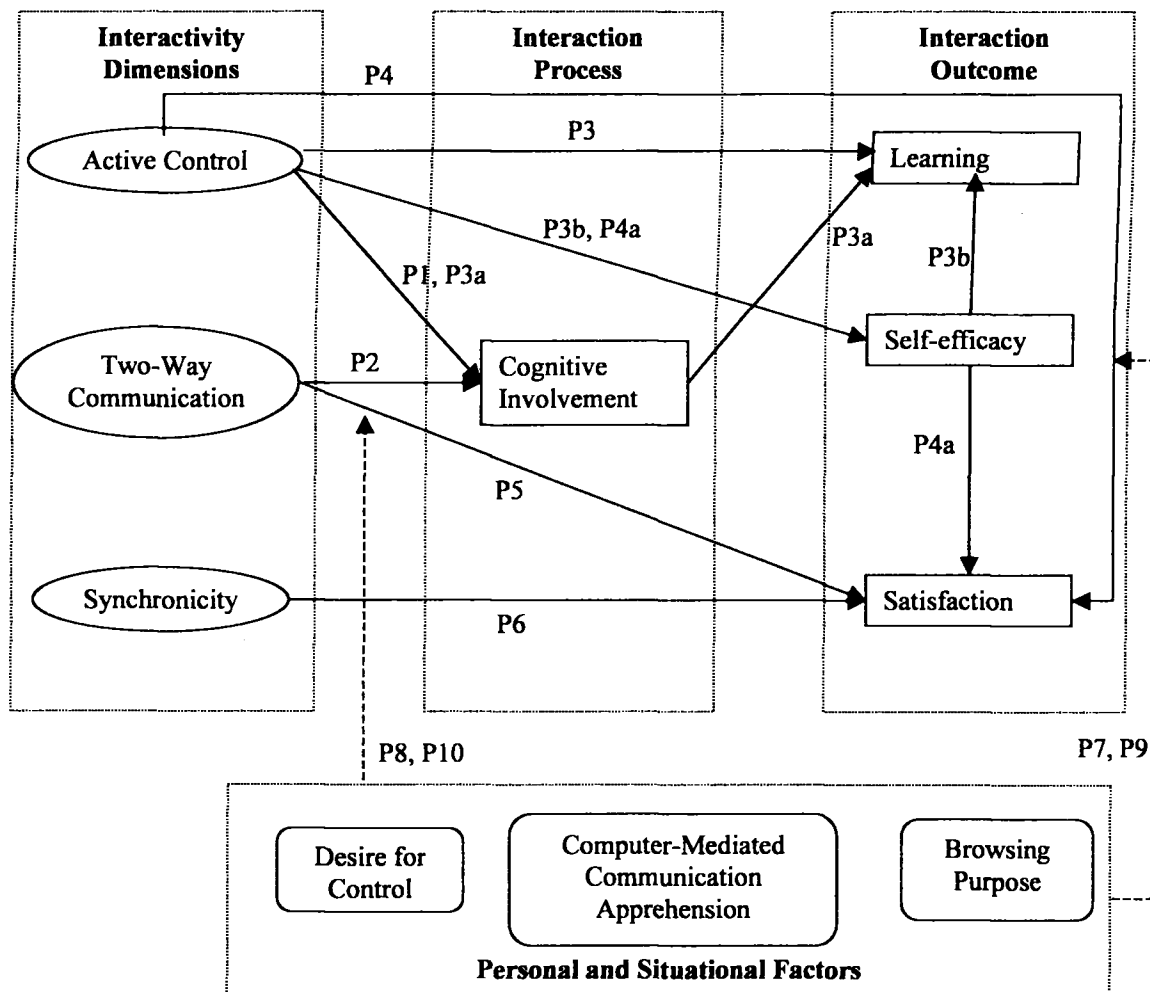 Interactivity
Dimensions
Interaction
Process
Interaction
Outcome
P4
P3
Active Control
Learning
P3b, P4a
P3a
P3b
P1, P3a
Self-efficacy
Two-Way
Communication
P2
Cognitive
Involvement
P4a
P5
Synchronicity
Satisfaction
P6
P8, P10
P7, P9
Desire for
Control
Computer-Mediated
Communication
Apprehension
Browsing
Purpose
Personal and Situational Factors